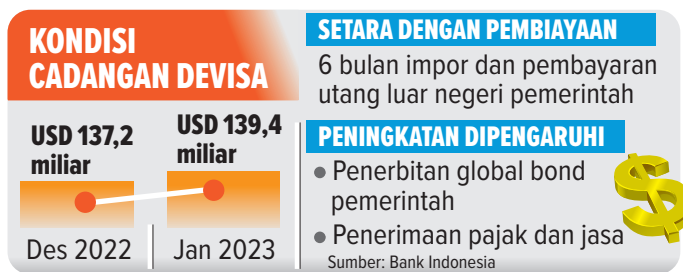 KONDISI
CADANGAN DEVISA
USD 137,2
miliar
USD 139,4
miliar
Des 2022
Jan 2023
SETARA DENGAN PEMBIAYAAN
6 bulan impor dan pembayaran
utang luar negeri pemerintah
PENINGKATAN DIPENGARUHI
• Penerbitan global bond
pemerintah
• Penerimaan pajak dan jasa
Sumber: Bank Indonesia